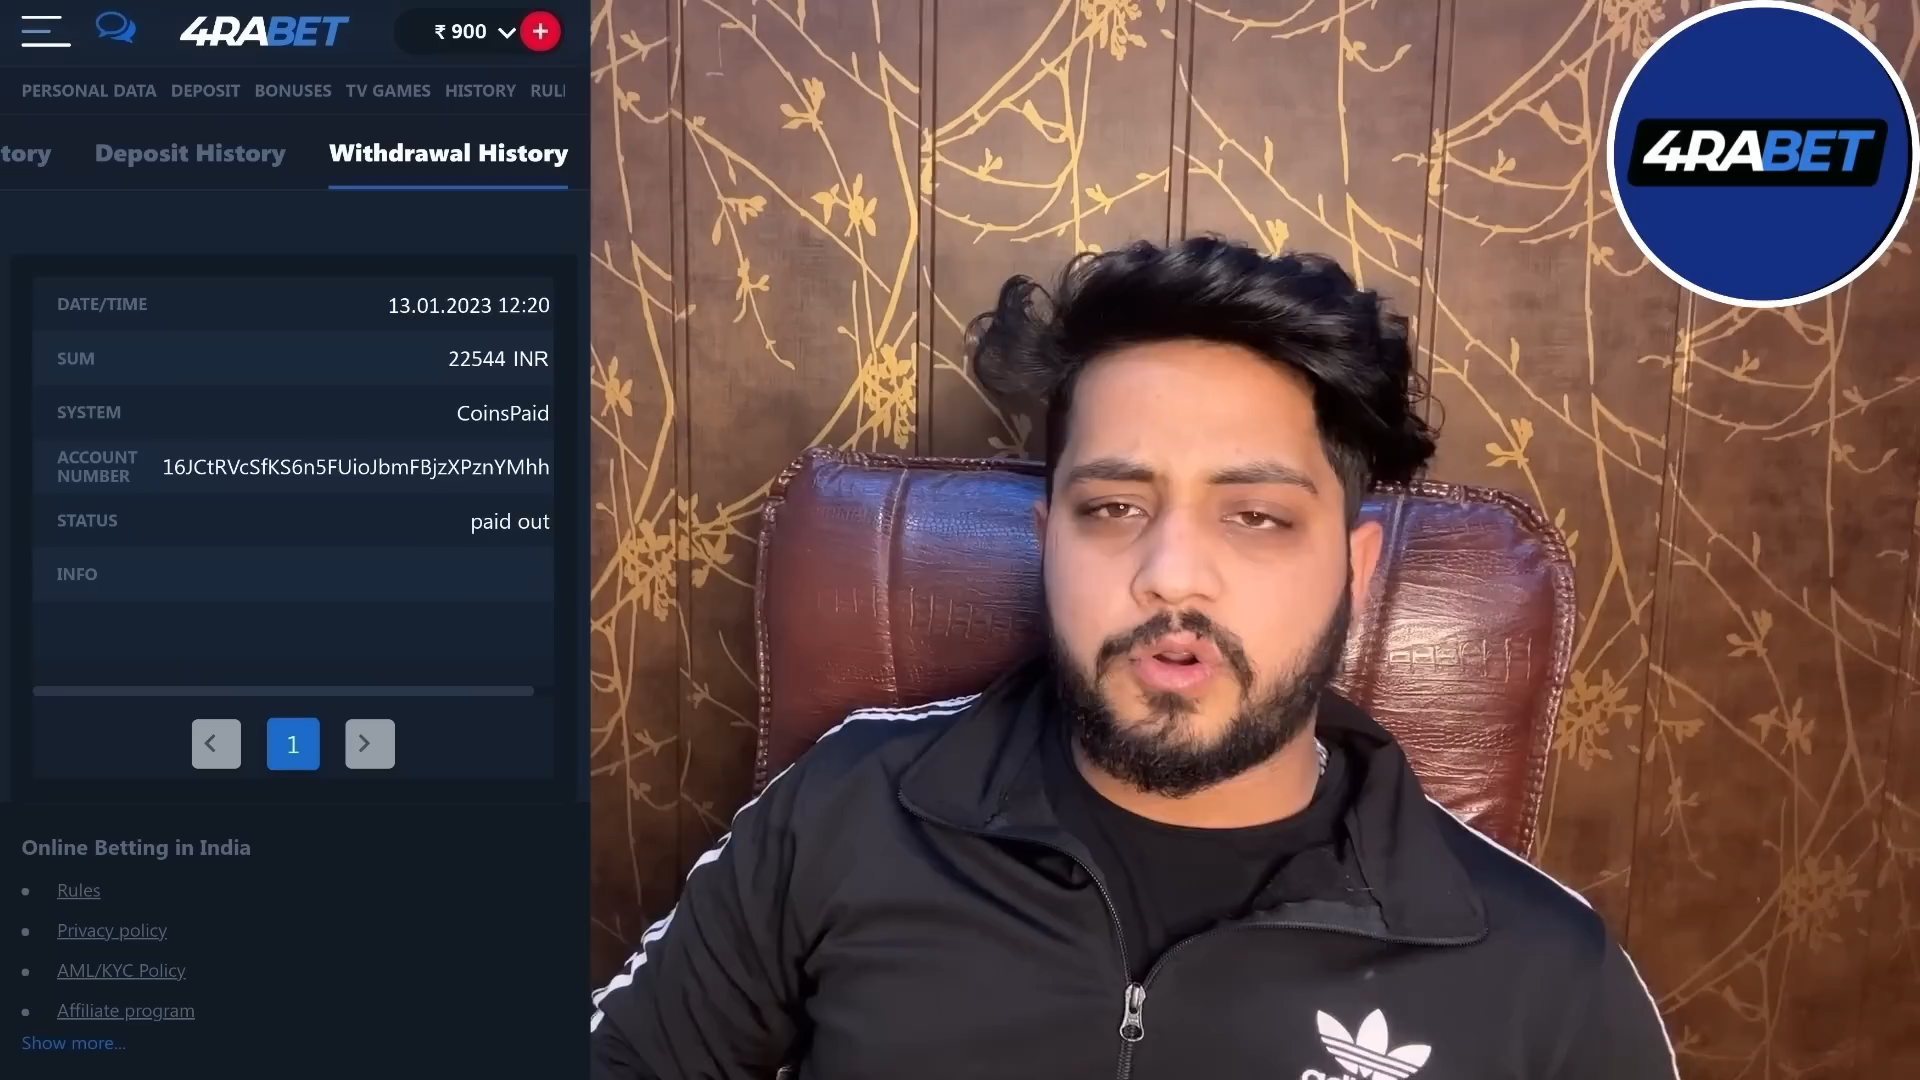 4RABET
₹ 900
PERSONAL DATA DEPOSIT BONUSES TV GAMES HISTORY
tory Deposit History Withdrawal History
DATE/TIME 13.01.2023 12:20
SUM 22544 INR
SYSTEM CoinsPaid
ACCOUNT NUMBER 16JCtRVcSfKS6n5FUioJbmFBjzXPznYMhh
STATUS paid out
INFO
1
Online Betting in India
Rules
Privacy policy
AML/KYC Policy
Affiliate program
Show more...
4RABET